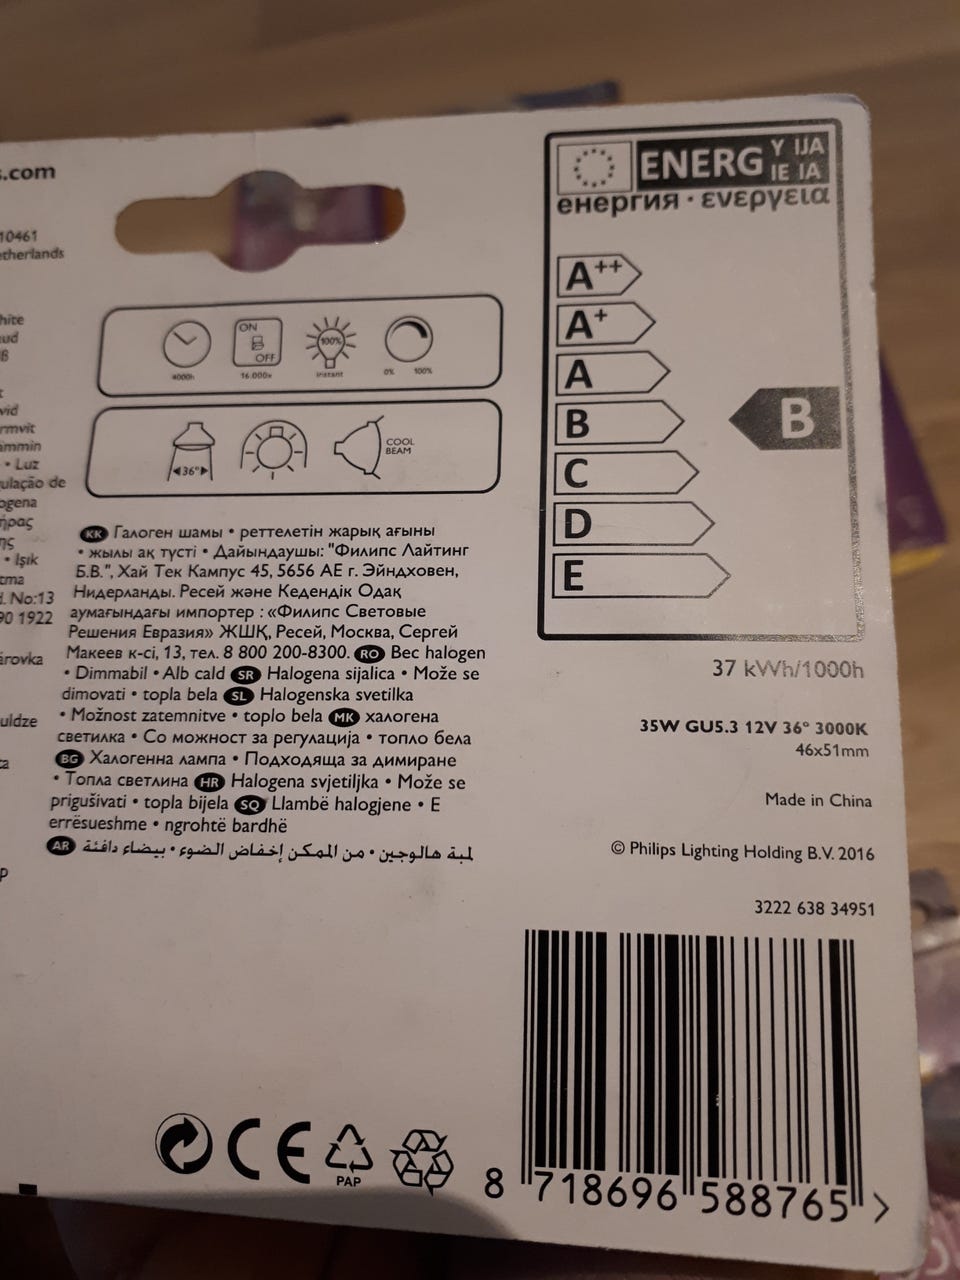 s.com
10461
etherlands
hite
aud
ß
t
vid
rmvit
ämmin
• Luz
ulação de
ogena
ήρας
ης
• Işık
tma
d. No:13
90 1922
árovka
uldze
ta
p
ENERG Y IJA
IE IA
енергия · ενεργεια
A++
A+
A
B
B
C
D
E
ON
OFF
100%
4000h
16.000x
instant
0%
100%
36°
COOL
BEAM
KK Галоген шамы • реттелетін жарық ағыны
• жылы ақ түсті • Дайындаушы: "Филипс Лайтинг
Б.В.", Хай Тек Кампус 45, 5656 АЕ г. Эйндховен,
Нидерланды. Ресей және Кедендік Одақ
аумағындағы импортер : «Филипс Световые
Решения Евразия» ЖШҚ, Ресей, Москва, Сергей
Макеев к-сі, 13, тел. 8 800 200-8300. RO Bec halogen
• Dimmabil • Alb cald SR Halogena sijalica • Može se
dimovati • topla bela SL Halogenska svetilka
• Možnost zatemnitve • toplo bela MK халогена
светилка • Со можност за регулација • топло бела
BG Халогенна лампа • Подходяща за димиране
• Топла светлина HR Halogena svjetiljka • Može se
prigušivati • topla bijela SQ Llambë halogjene • E
errësueshme • ngrohtë bardhë
AR لمبة هالوجين • من الممكن إخفاض الضوء • بيضاء دافئة
37 kWh/1000h
35W GU5.3 12V 36° 3000K
46x51mm
Made in China
© Philips Lighting Holding B.V. 2016
3222 638 34951
CE
PAP
8 718696 588765 >